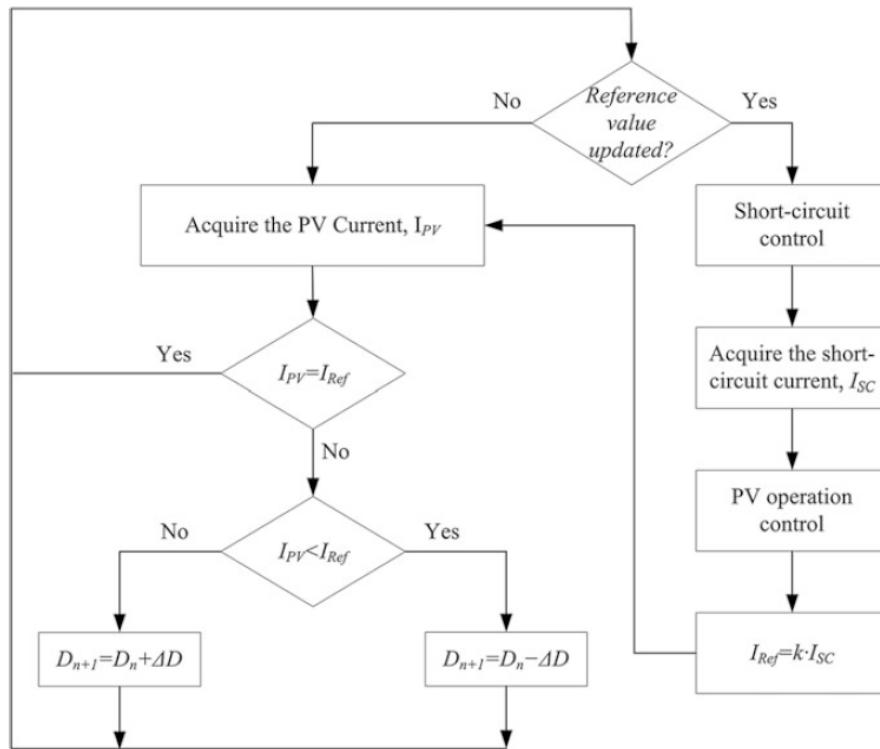 Reference
value
updated?
No
Yes
Acquire the PV Current, I_PV
Short-circuit
control
Yes
I_PV=I_Ref
Acquire the short-
circuit current, I_SC
No
PV operation
control
No
I_PV<I_Ref
Yes
D_n+1=D_n+ΔD
D_n+1=D_n−ΔD
I_Ref=k·I_SC